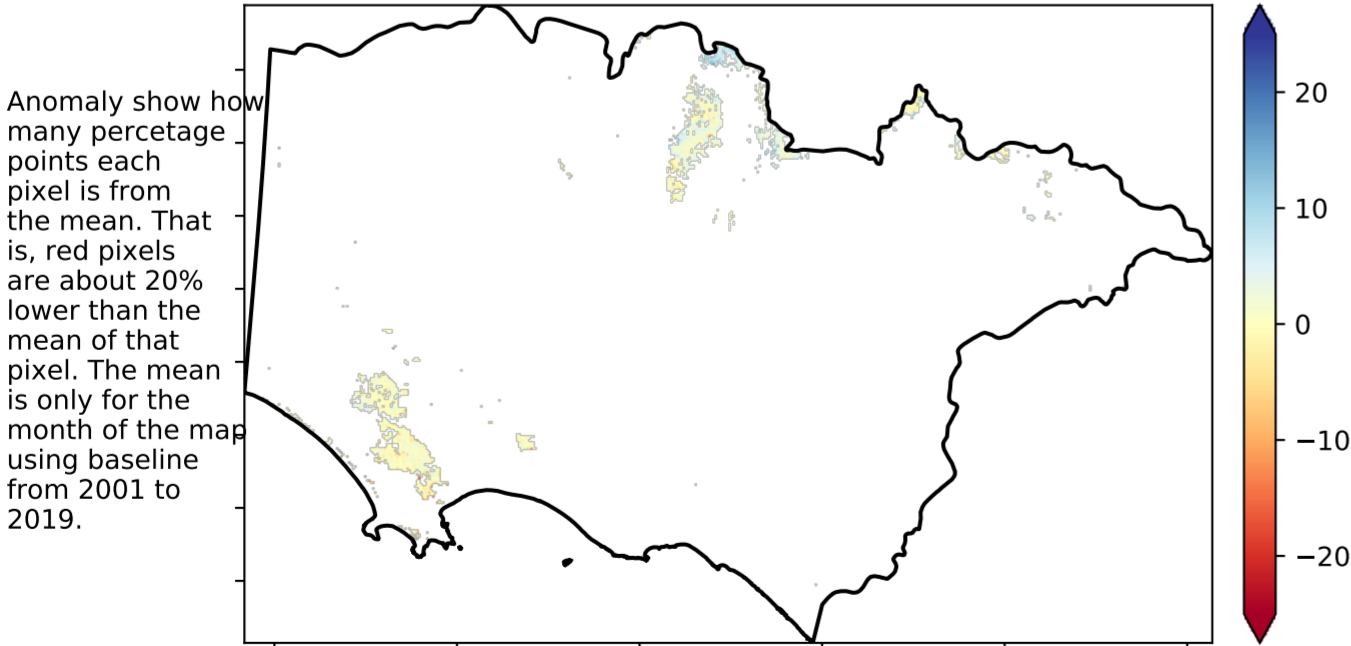 Anomaly show how
many percetage
points each
pixel is from
the mean. That
is, red pixels
are about 20%
lower than the
mean of that
pixel. The mean
is only for the
month of the map
using baseline
from 2001 to
2019.
20
10
0
−10
−20